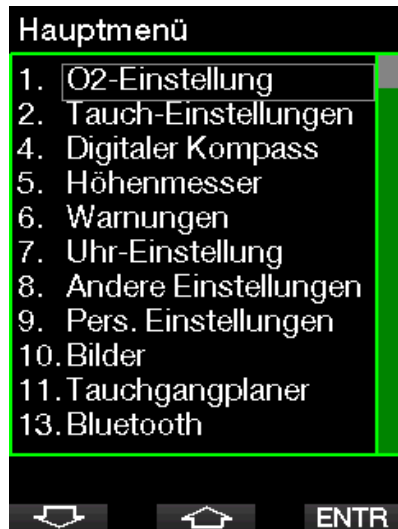 Hauptmenü
1. O2-Einstellung
2. Tauch-Einstellungen
4. Digitaler Kompass
5. Höhenmesser
6. Warnungen
7. Uhr-Einstellung
8. Andere Einstellungen
9. Pers. Einstellungen
10. Bilder
11. Tauchgangplaner
13. Bluetooth
ENTR